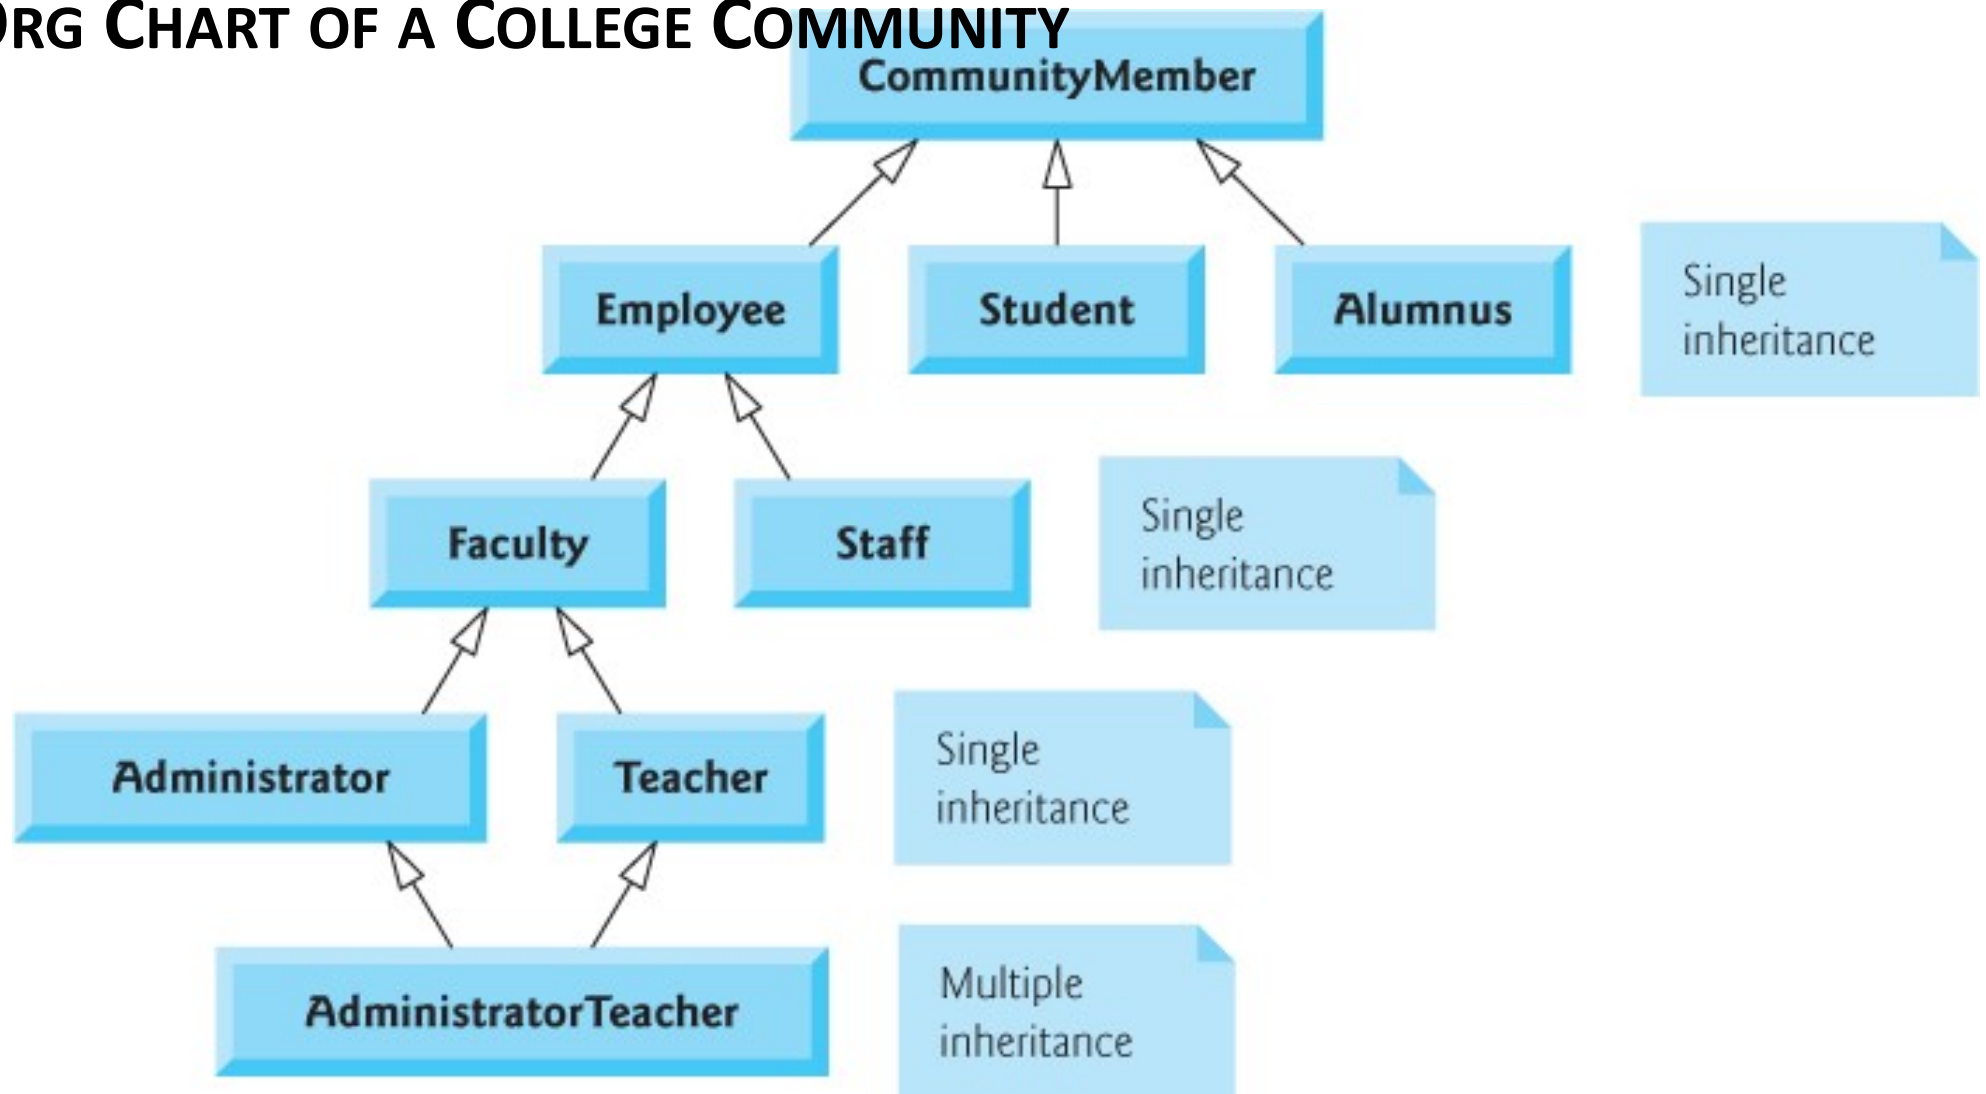 ORG CHART OF A COLLEGE COMMUNITY
CommunityMember
Employee
Student
Alumnus
Single
inheritance
Faculty
Staff
Single
inheritance
Administrator
Teacher
Single
inheritance
AdministratorTeacher
Multiple
inheritance